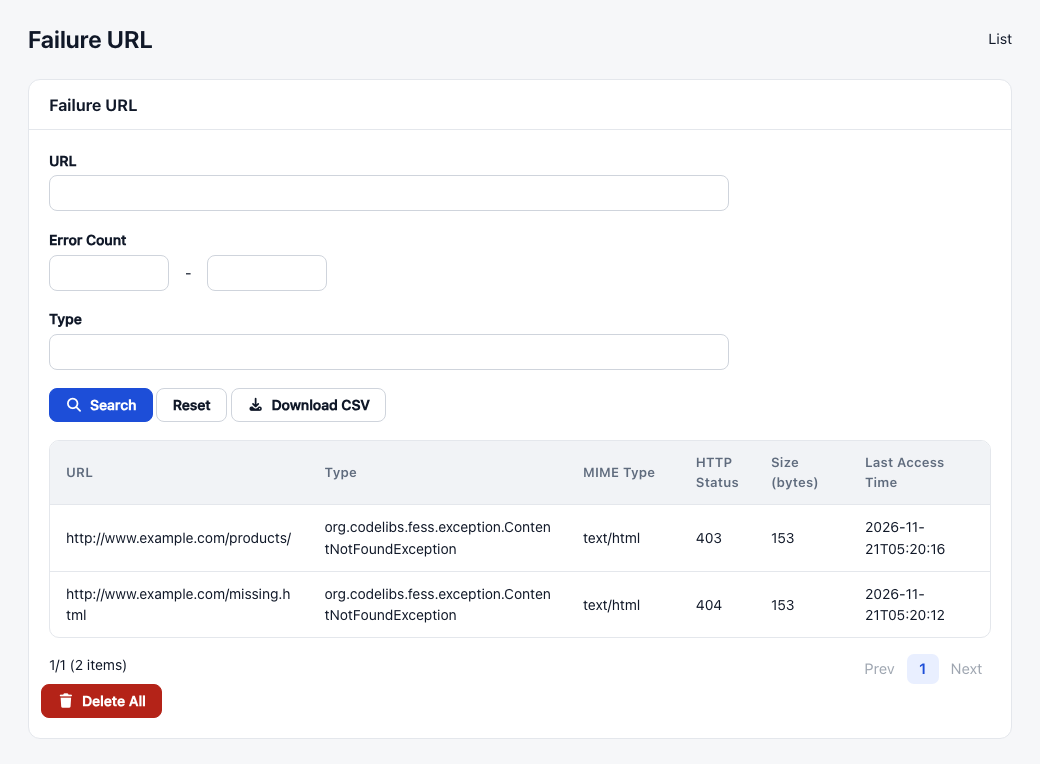 Failure URL
List
Failure URL
URL
Error Count
-
Type
Search
Reset
Download CSV
URL
Type
MIME Type
HTTP
Status
Size
(bytes)
Last Access
Time
http://www.example.com/products/
org.codelibs.fess.exception.Conten
tNotFoundException
text/html
403
153
2026-11-
21T05:20:16
http://www.example.com/missing.h
tml
org.codelibs.fess.exception.Conten
tNotFoundException
text/html
404
153
2026-11-
21T05:20:12
1/1 (2 items)
Prev
1
Next
Delete All